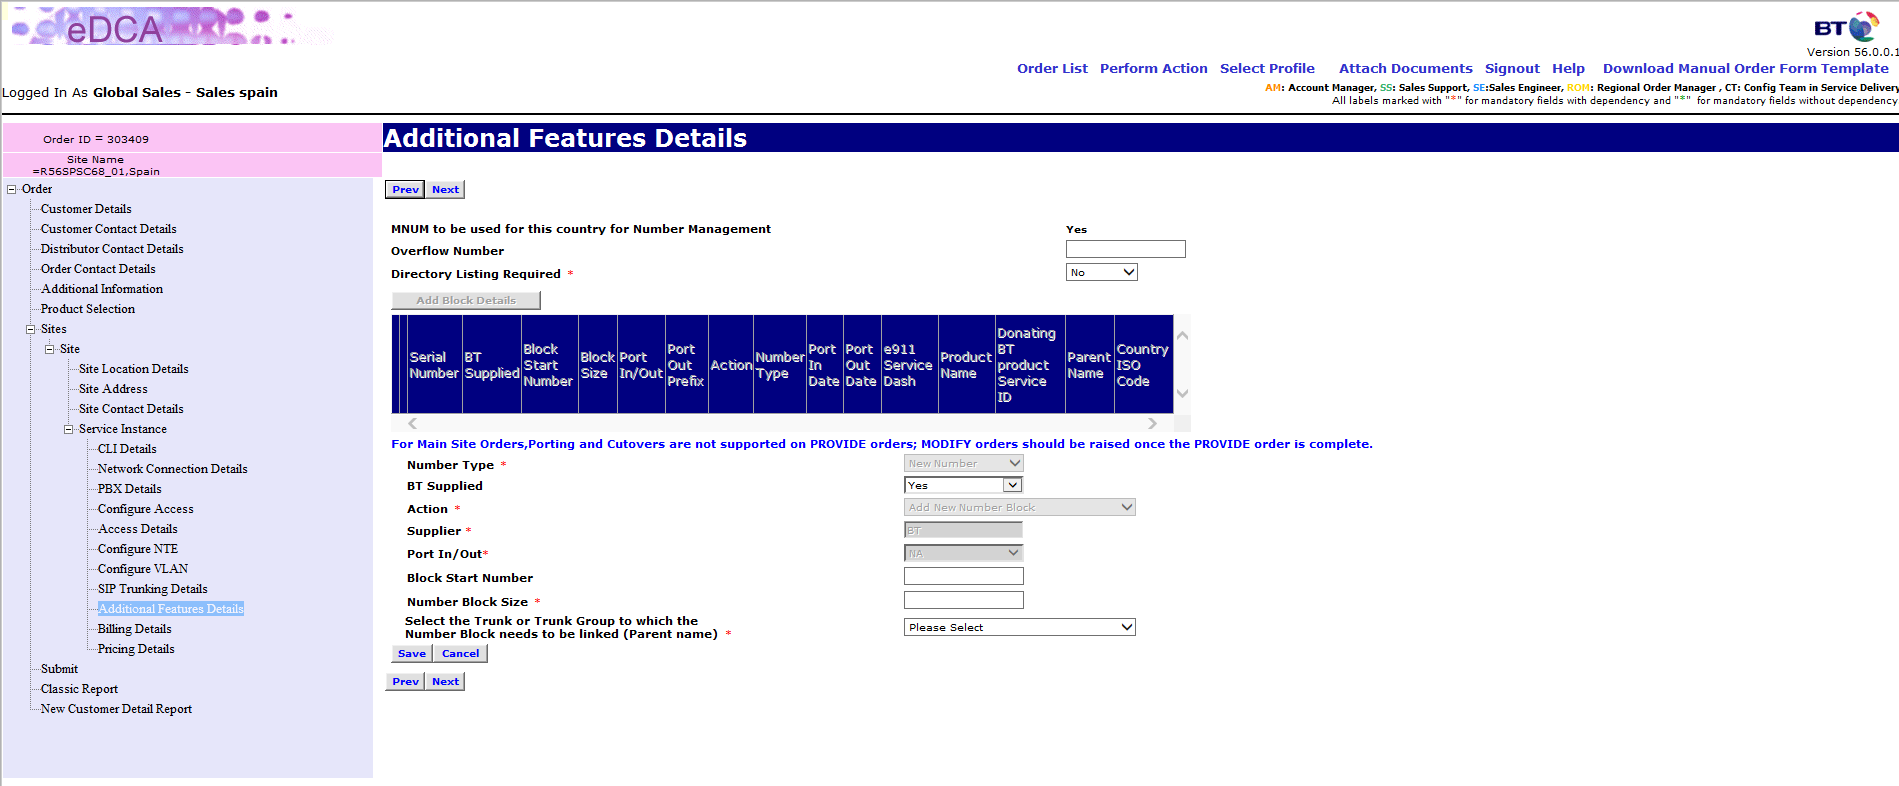 eDCA
BT
Version 56.0.0.1
Order List Perform Action Select Profile Attach Documents Signout Help Download Manual Order Form Template
Logged In As Global Sales - Sales spain
AM: Account Manager, SS: Sales Support, SE:Sales Engineer, ROM: Regional Order Manager , CT: Config Team in Service Delivery
All labels marked with "*" for mandatory fields with dependency and "*" for mandatory fields without dependency
Order ID = 303409
Site Name
=R56SPSC68_01,Spain
Order
Customer Details
Customer Contact Details
Distributor Contact Details
Order Contact Details
Additional Information
Product Selection
Sites
Site
Site Location Details
Site Address
Site Contact Details
Service Instance
CLI Details
Network Connection Details
PBX Details
Configure Access
Access Details
Configure NTE
Configure VLAN
SIP Trunking Details
Additional Features Details
Billing Details
Pricing Details
Submit
Classic Report
New Customer Detail Report
Additional Features Details
Prev Next
MNUM to be used for this country for Number Management Yes
Overflow Number
Directory Listing Required * No
Add Block Details
Serial Number
BT Supplied
Block Start Number
Block Size
Port In/Out
Port Out Prefix
Action
Number Type
Port In Date
Port Out Date
e911 Service Dash
Product Name
Donating BT product Service ID
Parent Name
Country ISO Code
For Main Site Orders,Porting and Cutovers are not supported on PROVIDE orders; MODIFY orders should be raised once the PROVIDE order is complete.
Number Type * New Number
BT Supplied Yes
Action * Add New Number Block
Supplier * BT
Port In/Out* NA
Block Start Number
Number Block Size *
Select the Trunk or Trunk Group to which the
Number Block needs to be linked (Parent name) * Please Select
Save Cancel
Prev Next